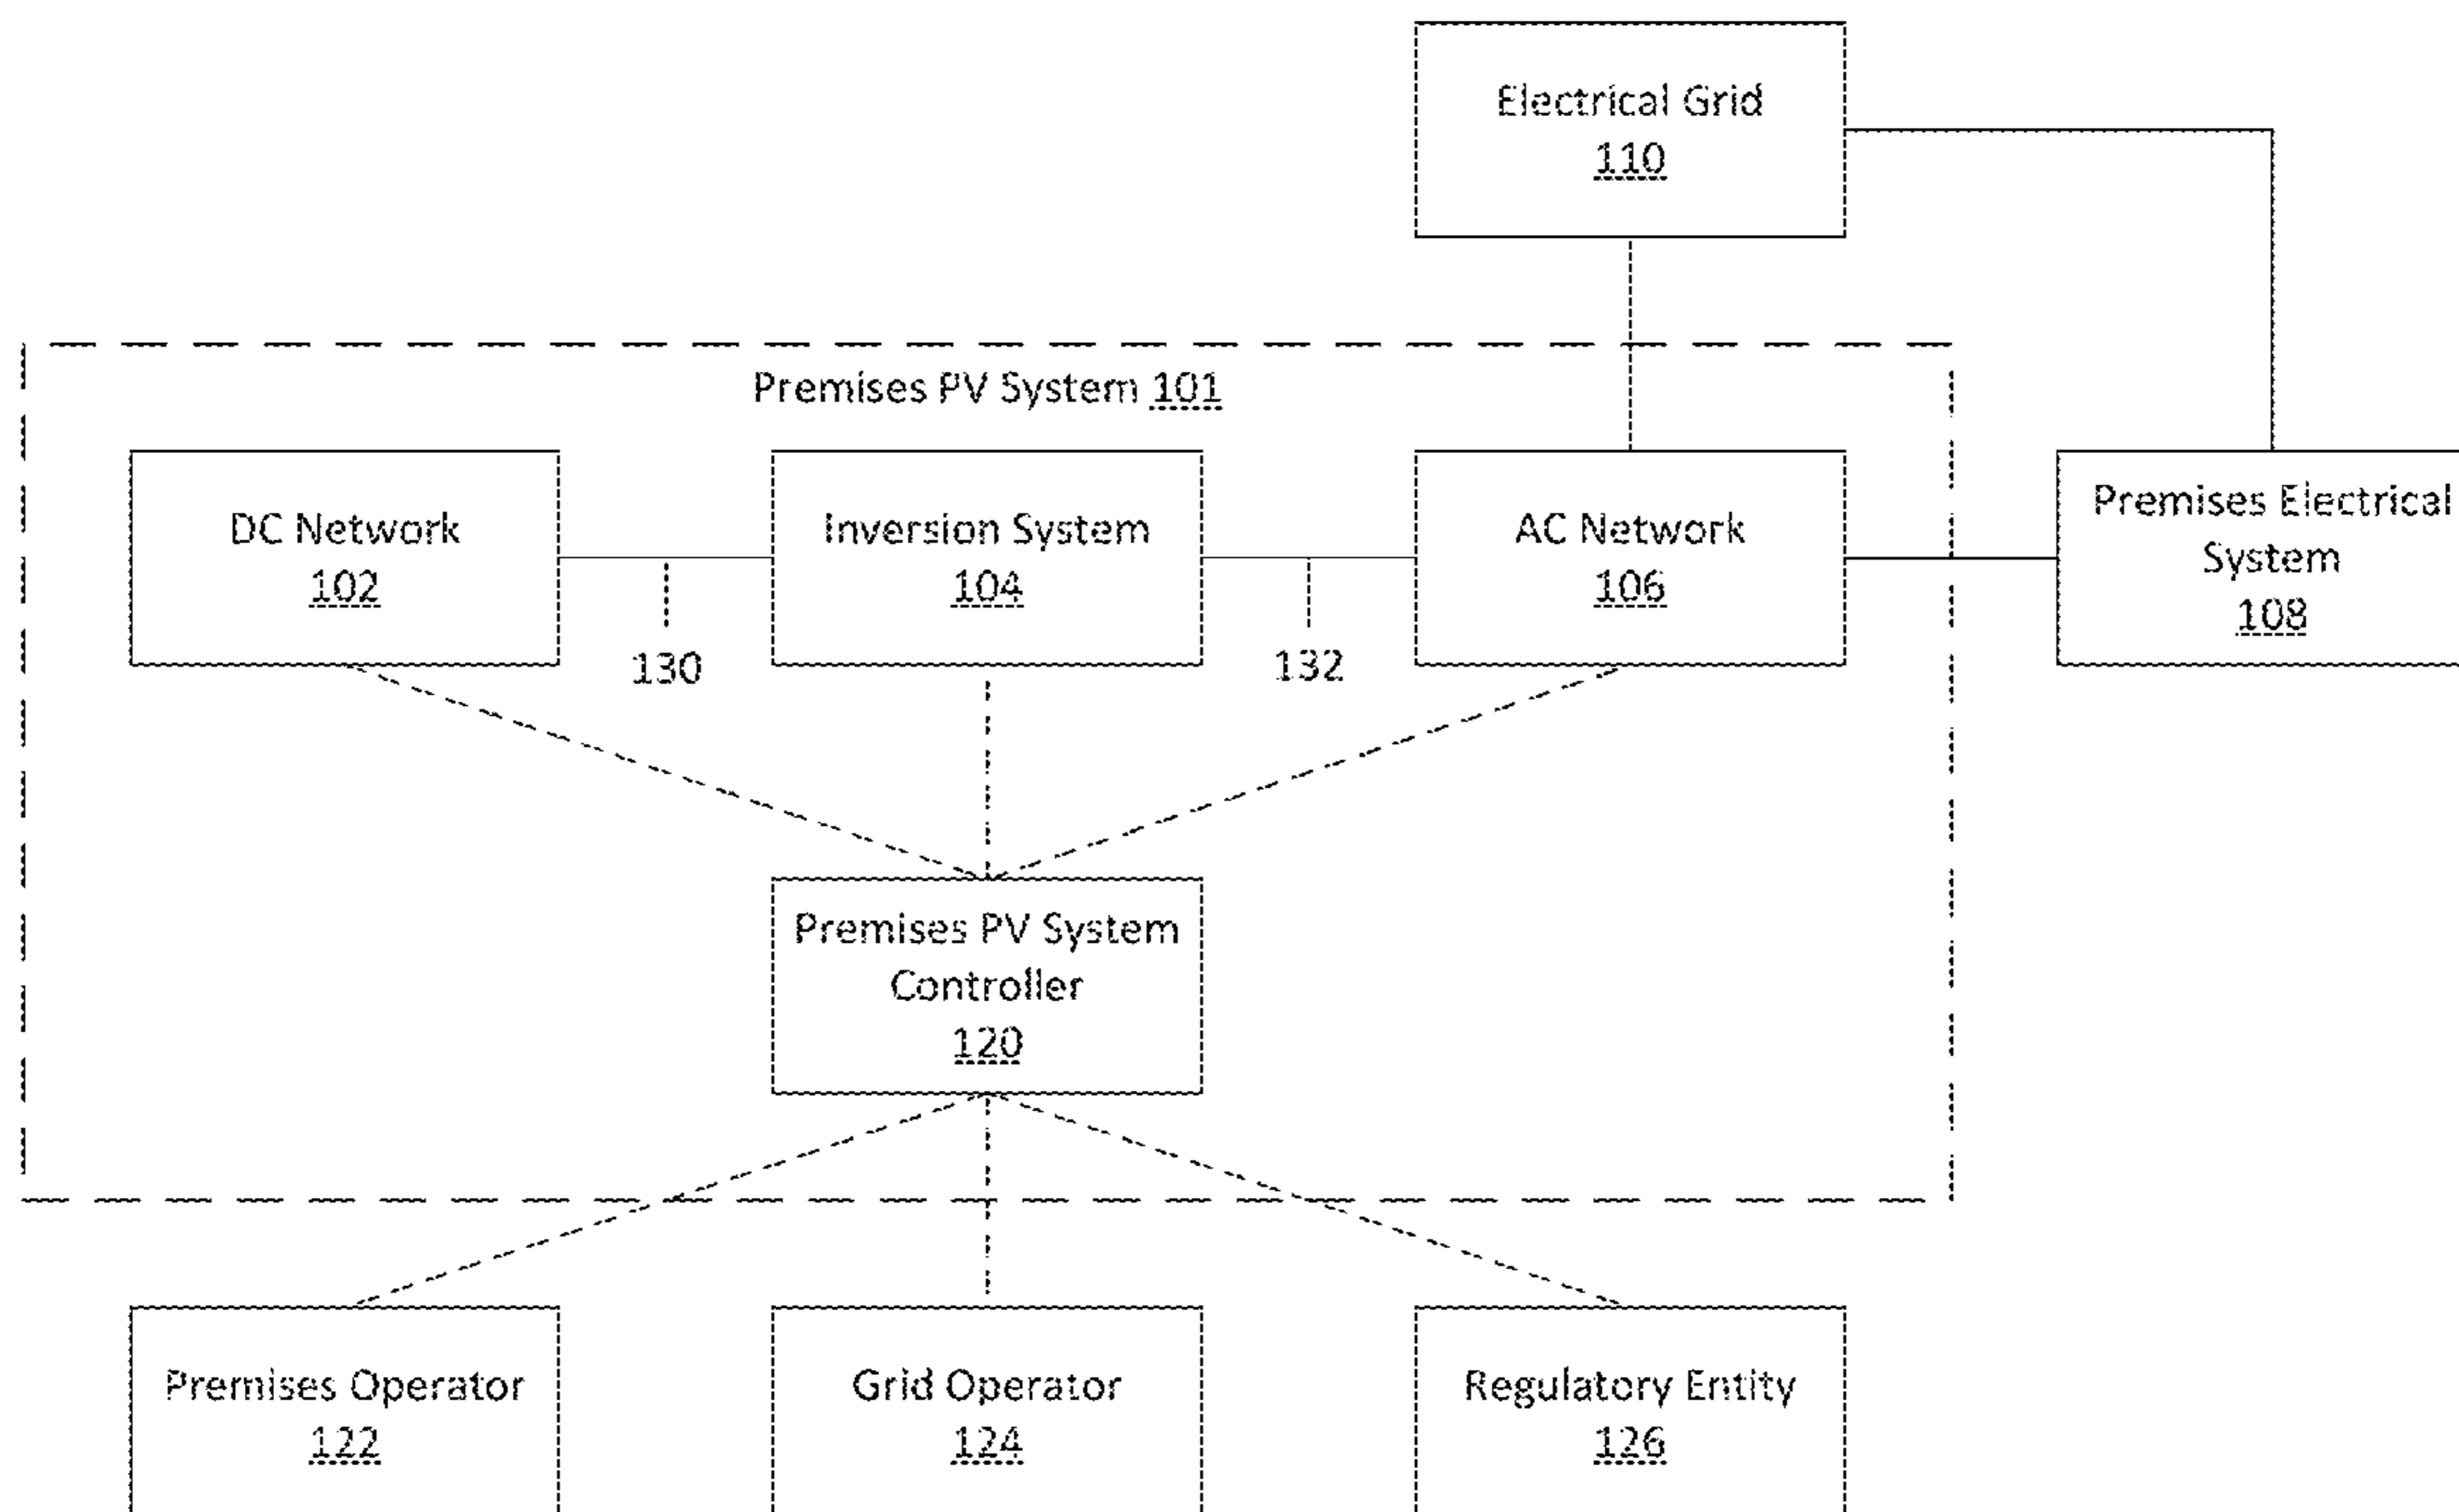 Electrical Grid
110
Premises PV System 101
DC Network
102
Inversion System
104
AC Network
106
Premises Electrical
System
108
130
132
Premises PV System
Controller
120
Premises Operator
122
Grid Operator
124
Regulatory Entity
126